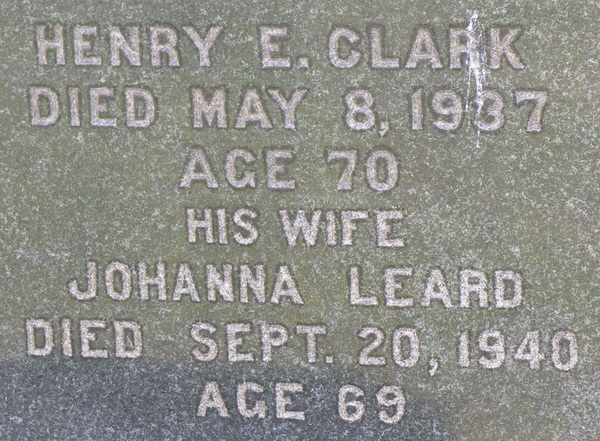 HENRY E. CLARK
DIED MAY 8, 1937
AGE 70
HIS WIFE
JOHANNA LEARD
DIED SEPT. 20, 1940
AGE 69